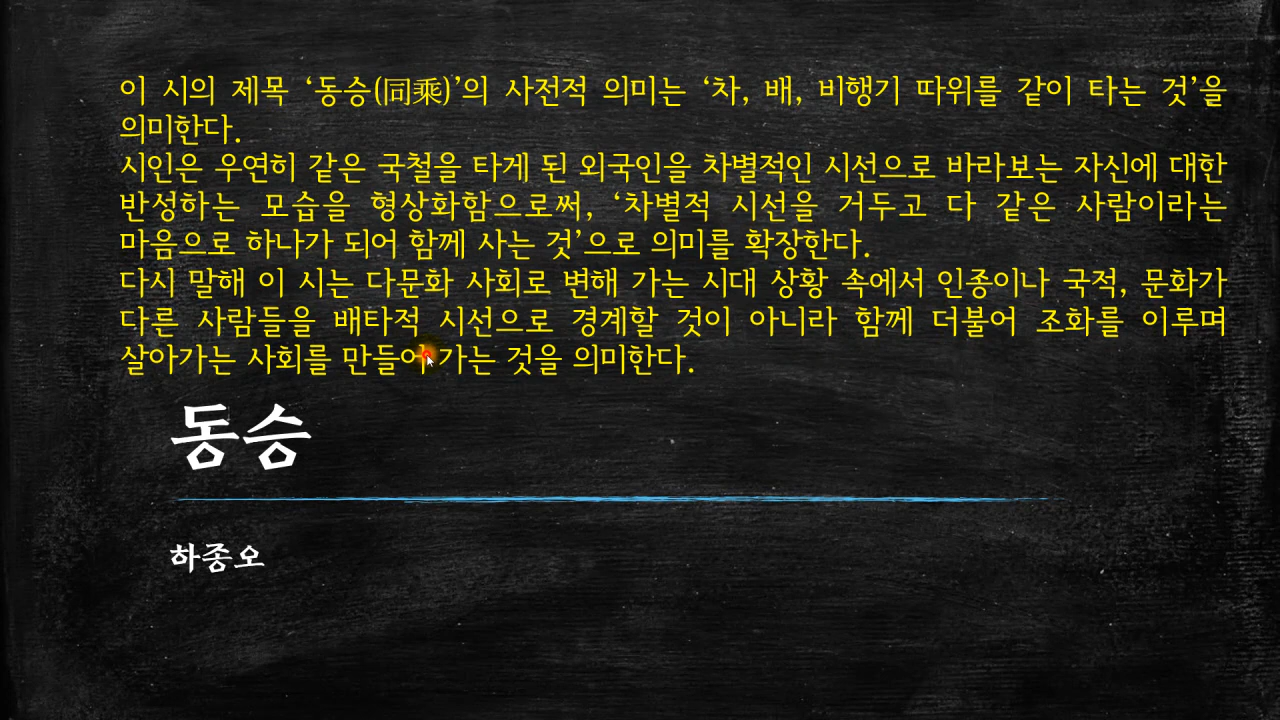 이 시의 제목 ‘동승(同乘)’의 사전적 의미는 ‘차, 배, 비행기 따위를 같이 타는 것’을
의미한다.
시인은 우연히 같은 국철을 타게 된 외국인을 차별적인 시선으로 바라보는 자신에 대한
반성하는 모습을 형상화함으로써, ‘차별적 시선을 거두고 다 같은 사람이라는
마음으로 하나가 되어 함께 사는 것’으로 의미를 확장한다.
다시 말해 이 시는 다문화 사회로 변해 가는 시대 상황 속에서 인종이나 국적, 문화가
다른 사람들을 배타적 시선으로 경계할 것이 아니라 함께 더불어 조화를 이루며
살아가는 사회를 만들어 가는 것을 의미한다.
동승
하종오